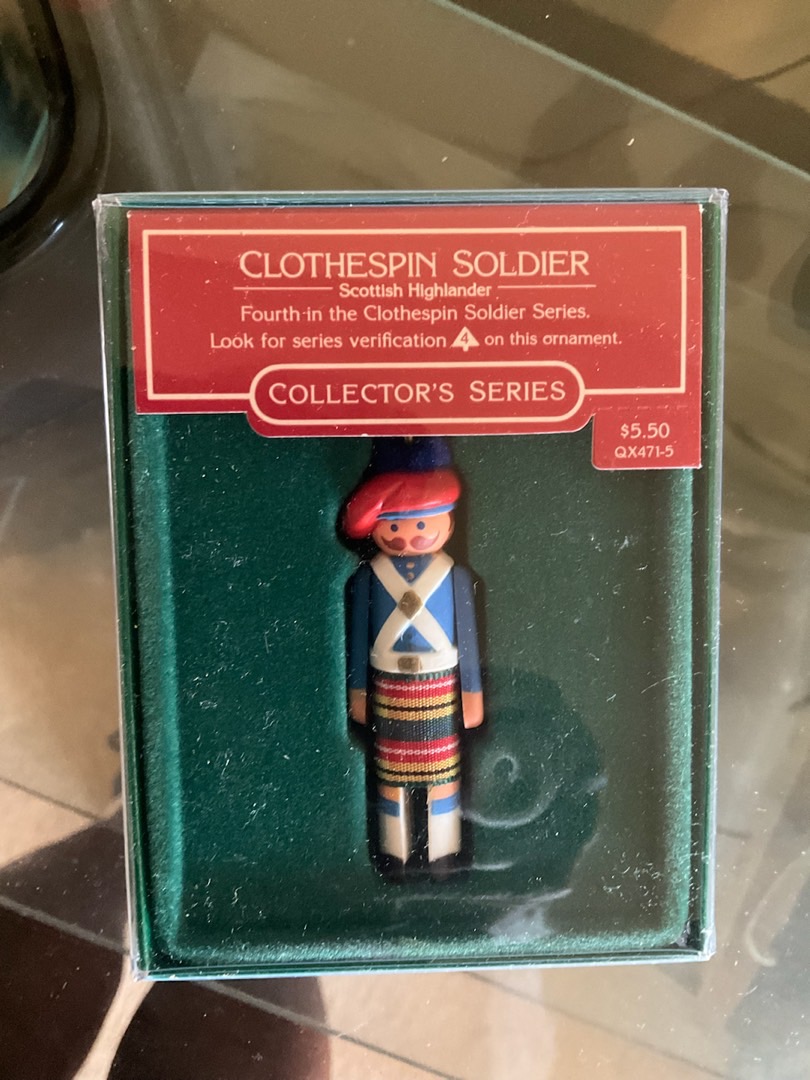 CLOTHESPIN SOLDIER
Scottish Highlander
Fourth in the Clothespin Soldier Series.
Look for series verification 4 on this ornament.
COLLECTOR'S SERIES
$5.50
QX471-5